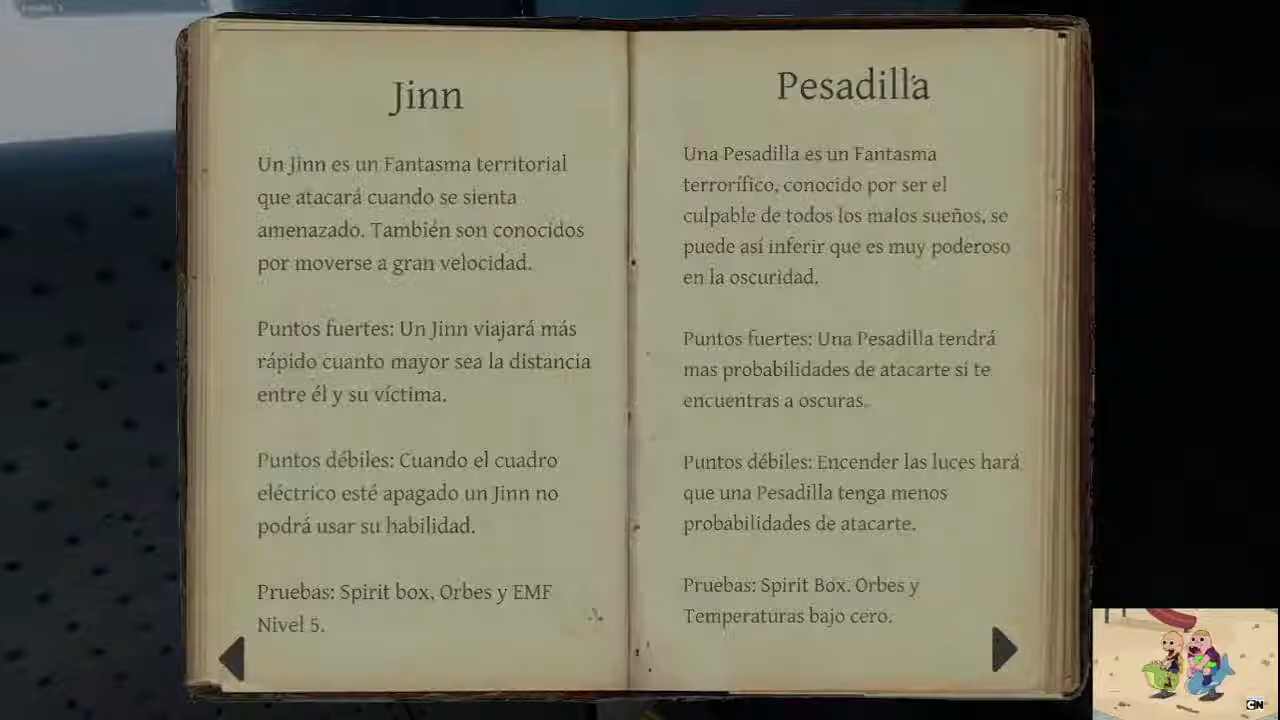 Jinn
Un Jinn es un Fantasma territorial
que atacará cuando se sienta
amenazado. También son conocidos
por moverse a gran velocidad.
Puntos fuertes: Un Jinn viajará más
rápido cuanto mayor sea la distancia
entre él y su víctima.
Puntos débiles: Cuando el cuadro
eléctrico esté apagado un Jinn no
podrá usar su habilidad.
Pruebas: Spirit box, Orbes y EMF
Nivel 5.
Pesadilla
Una Pesadilla es un Fantasma
terrorífico, conocido por ser el
culpable de todos los malos sueños, se
puede así inferir que es muy poderoso
en la oscuridad.
Puntos fuertes: Una Pesadilla tendrá
mas probabilidades de atacarte si te
encuentras a oscuras.
Puntos débiles: Encender las luces hará
que una Pesadilla tenga menos
probabilidades de atacarte.
Pruebas: Spirit Box. Orbes y
Temperaturas bajo cero.
CN